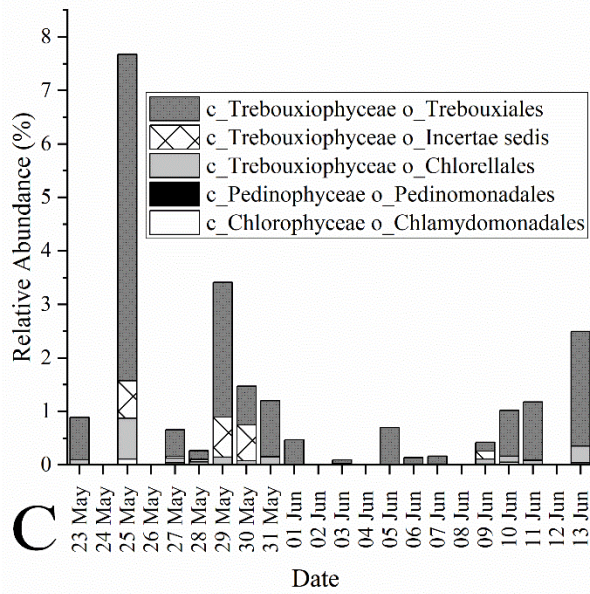 8
7
6
5
4
3
2
1
0
Relative Abundance (%)
c_Trebouxiophyceae o_Trebouxiales
c_Trebouxiophyceae o_Incertae sedis
c_Trebouxiophyceae o_Chlorellales
c_Pedinophyceae o_Pedinomonadales
c_Chlorophyceae o_Chlamydomonadales
C
23 May
24 May
25 May
26 May
27 May
28 May
29 May
30 May
31 May
01 Jun
02 Jun
03 Jun
04 Jun
05 Jun
06 Jun
07 Jun
08 Jun
09 Jun
10 Jun
11 Jun
12 Jun
13 Jun
Date